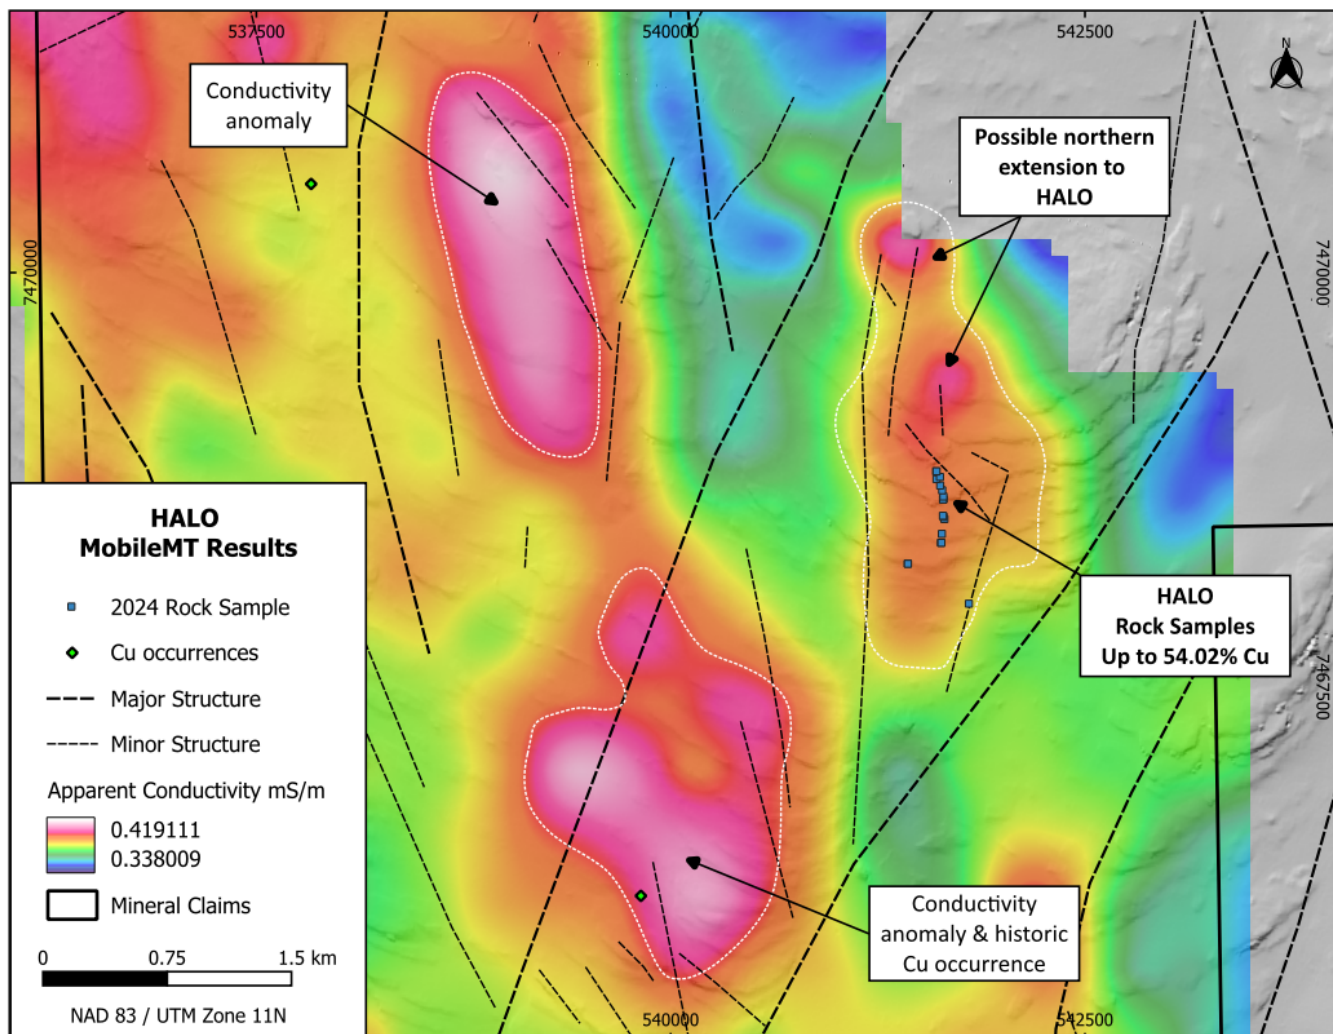 537500
540000
542500
N
Conductivity
anomaly
Possible northern
extension to
HALO
7470000
7470000
HALO
MobileMT Results
2024 Rock Sample
Cu occurrences
Major Structure
Minor Structure
Apparent Conductivity mS/m
0.419111
0.338009
Mineral Claims
0 0.75 1.5 km
NAD 83 / UTM Zone 11N
HALO
Rock Samples
Up to 54.02% Cu
7467500
Conductivity
anomaly & historic
Cu occurrence
540000
542500